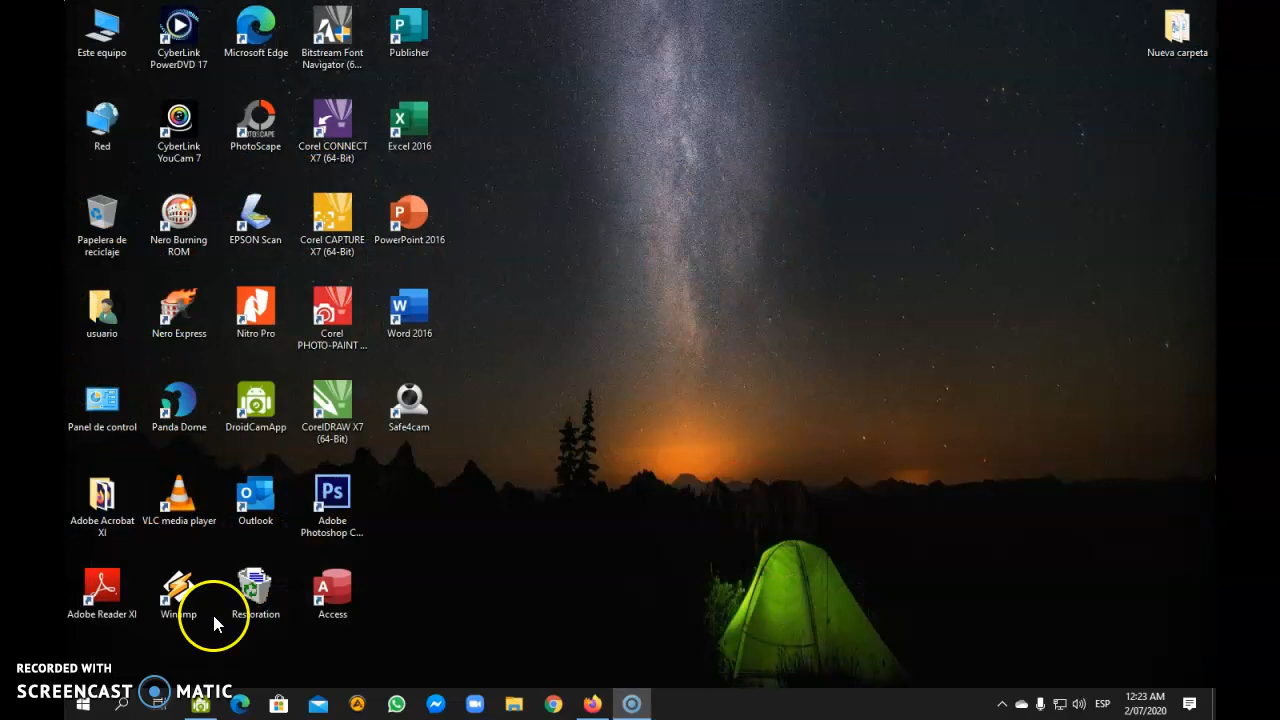 Este equipo
CyberLink
PowerDVD 17
Microsoft Edge
Bitstream Font
Navigator (6...
Publisher
Nueva carpeta
Red
CyberLink
YouCam 7
PHOTOSCAPE
PhotoScape
Corel CONNECT
X7 (64-Bit)
Excel 2016
Papelera de
reciclaje
Nero Burning
ROM
EPSON Scan
Corel CAPTURE
X7 (64-Bit)
PowerPoint 2016
usuario
Nero Express
Nitro Pro
Corel
PHOTO-PAINT ...
Word 2016
Panel de control
Panda Dome
DroidCamApp
CorelDRAW X7
(64-Bit)
Safe4cam
Adobe Acrobat
XI
VLC media player
Outlook
Adobe
Photoshop C...
Adobe Reader XI
Winamp
Restoration
Access
RECORDED WITH
SCREENCAST MATIC
ESP
12:23 AM
2/07/2020